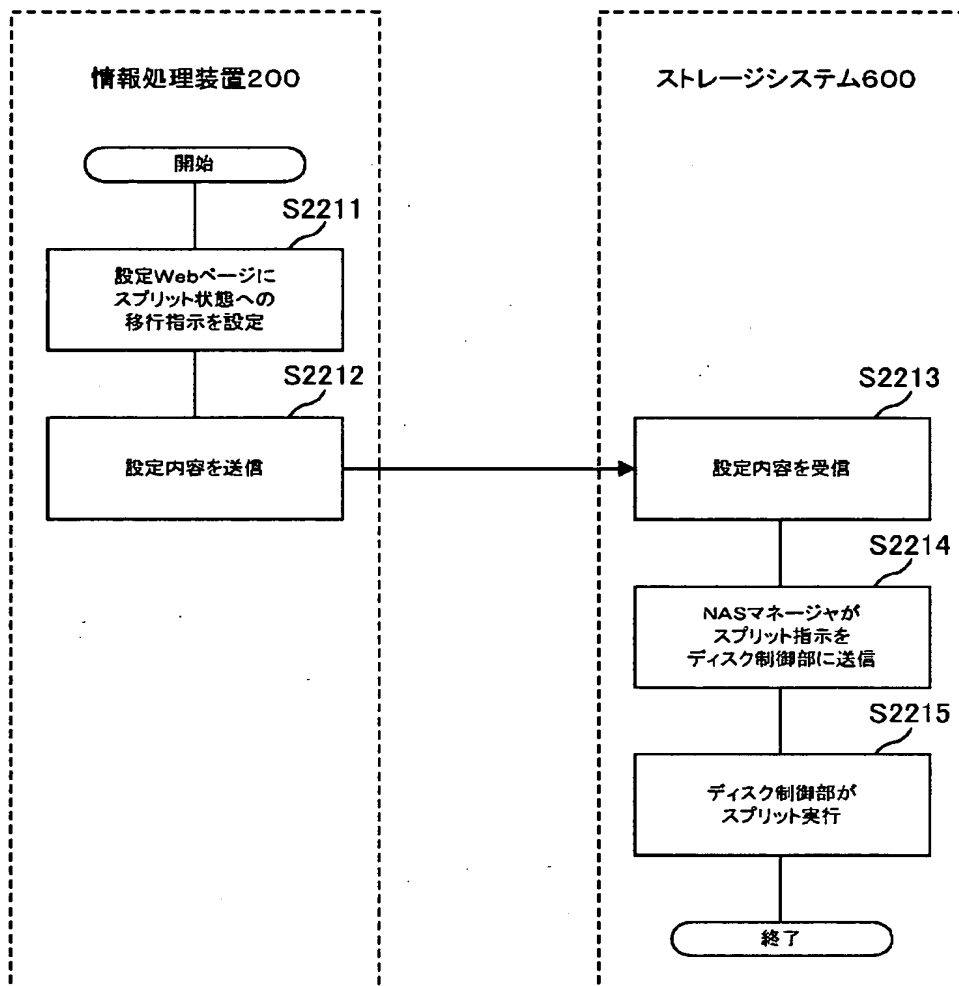 情報処理装置200
開始
S2211
設定Webページに
スプリット状態への
移行指示を設定
S2212
設定内容を送信
ストレージシステム600
S2213
設定内容を受信
S2214
NASマネージャが
スプリット指示を
ディスク制御部に送信
S2215
ディスク制御部が
スプリット実行
終了